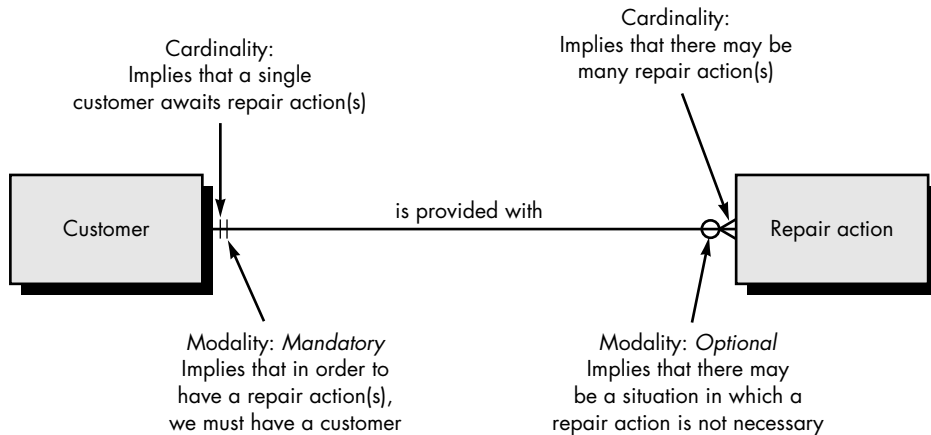 Cardinality:
Implies that a single
customer awaits repair action(s)
Cardinality:
Implies that there may be
many repair action(s)
Customer
is provided with
Repair action
Modality: Mandatory
Implies that in order to
have a repair action(s),
we must have a customer
Modality: Optional
Implies that there may
be a situation in which a
repair action is not necessary